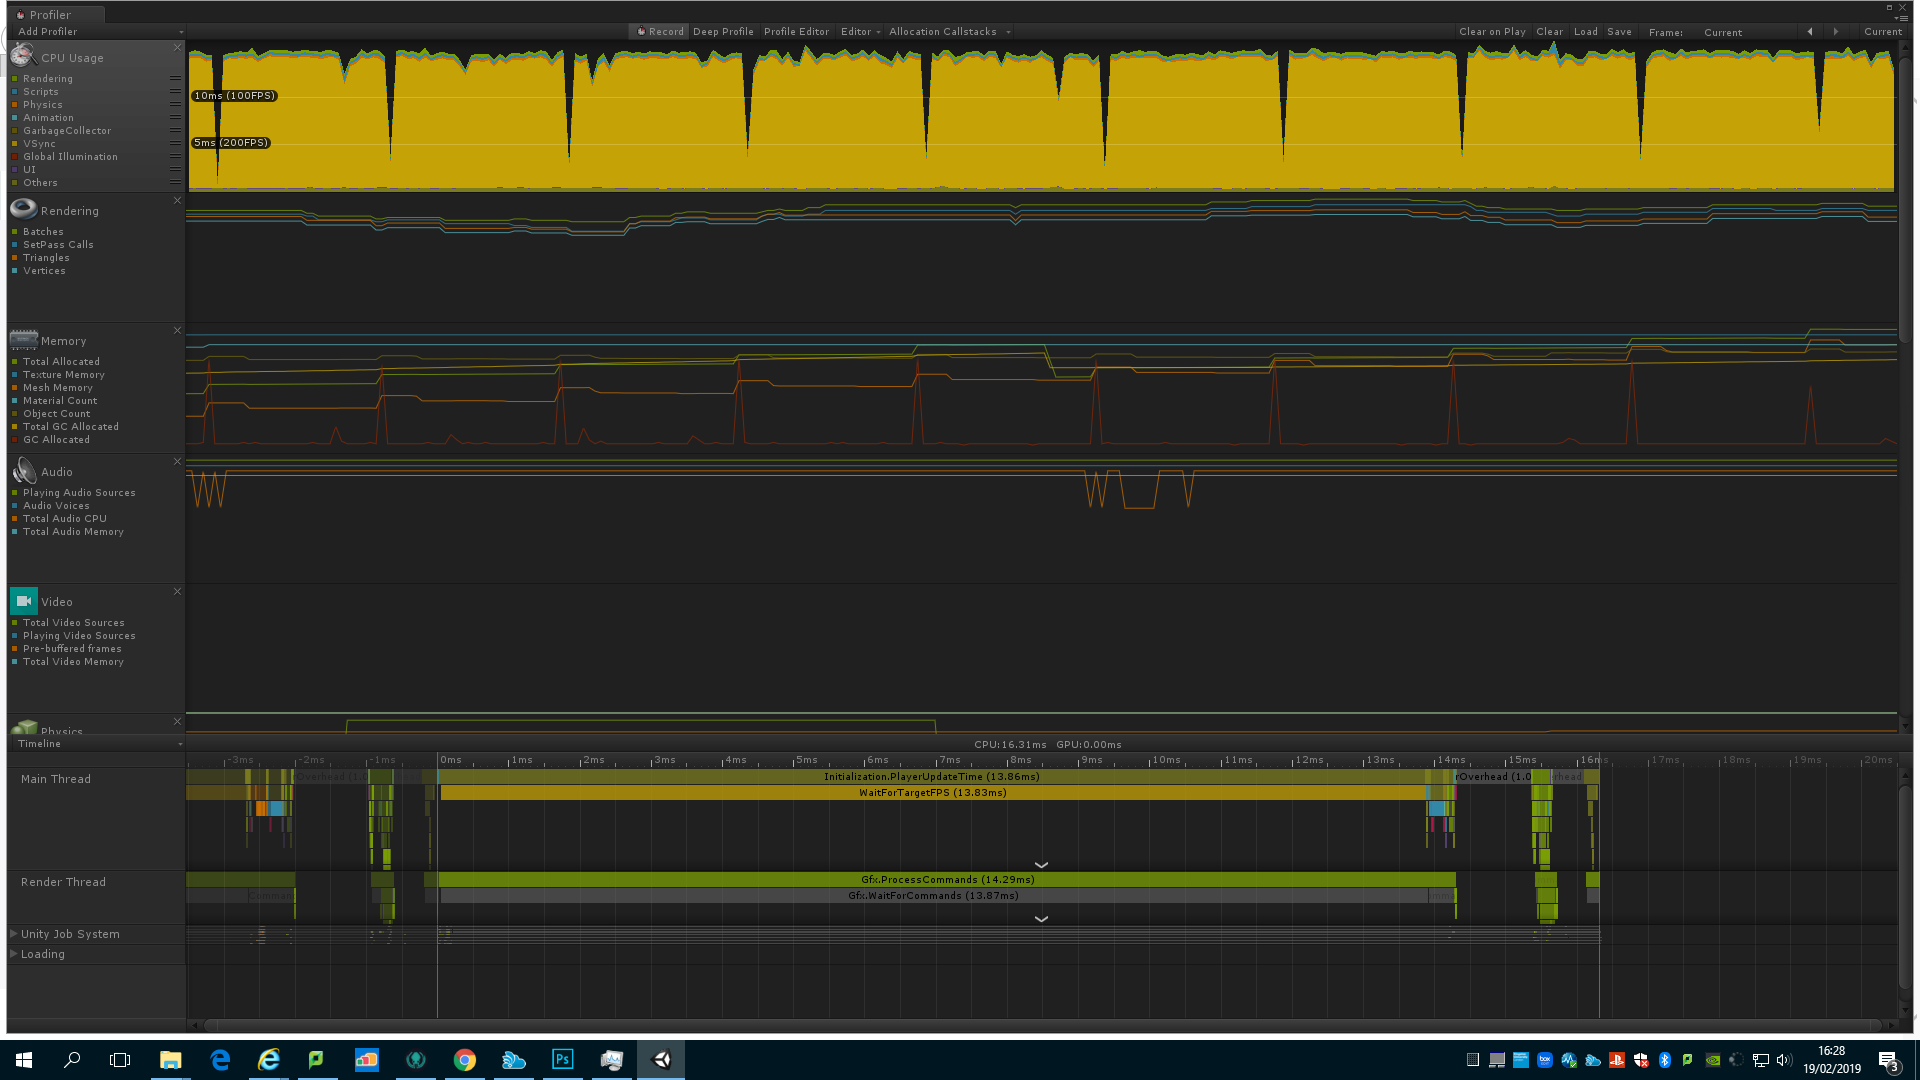 Profiler
Add Profiler
Record Deep Profile Profile Editor Editor Allocation Callstacks Clear on Play Clear Load Save Frame: Current Current
CPU Usage
Rendering
Scripts
Physics
Animation
GarbageCollector
VSync
Global Illumination
UI
Others
10ms (100FPS)
5ms (200FPS)
Rendering
Batches
SetPass Calls
Triangles
Vertices
Memory
Total Allocated
Texture Memory
Mesh Memory
Material Count
Object Count
Total GC Allocated
GC Allocated
Audio
Playing Audio Sources
Audio Voices
Total Audio CPU
Total Audio Memory
Video
Total Video Sources
Playing Video Sources
Pre-buffered frames
Total Video Memory
Physics
Timeline
CPU:16.31ms GPU:0.00ms
-3ms -2ms -1ms 0ms 1ms 2ms 3ms 4ms 5ms 6ms 7ms 8ms 9ms 10ms 11ms 12ms 13ms 14ms 15ms 16ms 17ms 18ms 19ms 20ms
Main Thread
rOverhead (1.0 Initialization.PlayerUpdateTime (13.86ms) rOverhead (1.0 rhead
WaitForTargetFPS (13.83ms)
Render Thread
Gfx.ProcessCommands (14.29ms)
Comman Gfx.WaitForCommands (13.87ms)
Unity Job System
Loading
Ps
16:28
19/02/2019
3